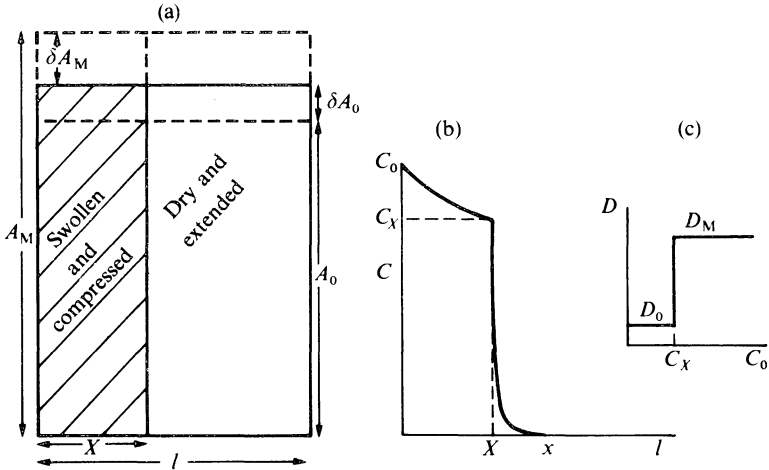 (a)
δA_M
δA_0
A_M
Swollen
and
compressed
Dry and
extended
A_0
X
l
(b)
C_0
C_X
C
X
x
l
(c)
D
D_M
D_0
C_X
C_0